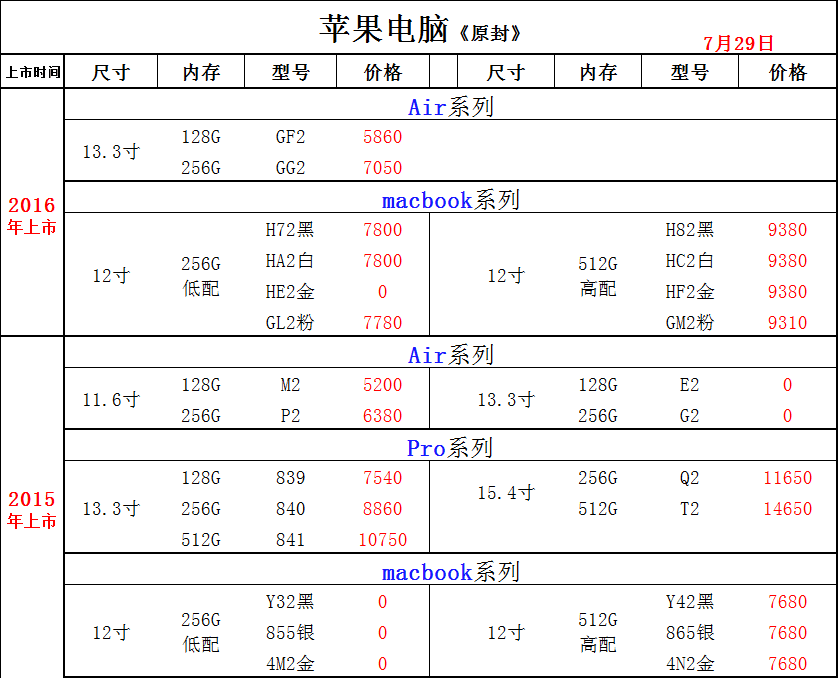 苹果电脑《原封》
7月29日
上市时间 尺寸 内存 型号 价格 尺寸 内存 型号 价格
2016
年上市
Air系列
13.3寸
128G GF2 5860
256G GG2 7050
macbook系列
12寸
256G
低配
H72黑 7800
HA2白 7800
HE2金 0
GL2粉 7780
12寸
512G
高配
H82黑 9380
HC2白 9380
HF2金 9380
GM2粉 9310
2015
年上市
Air系列
11.6寸
128G M2 5200
256G P2 6380
13.3寸
128G E2 0
256G G2 0
Pro系列
13.3寸
128G 839 7540
256G 840 8860
512G 841 10750
15.4寸
256G Q2 11650
512G T2 14650
macbook系列
12寸
256G
低配
Y32黑 0
855银 0
4M2金 0
12寸
512G
高配
Y42黑 7680
865银 7680
4N2金 7680